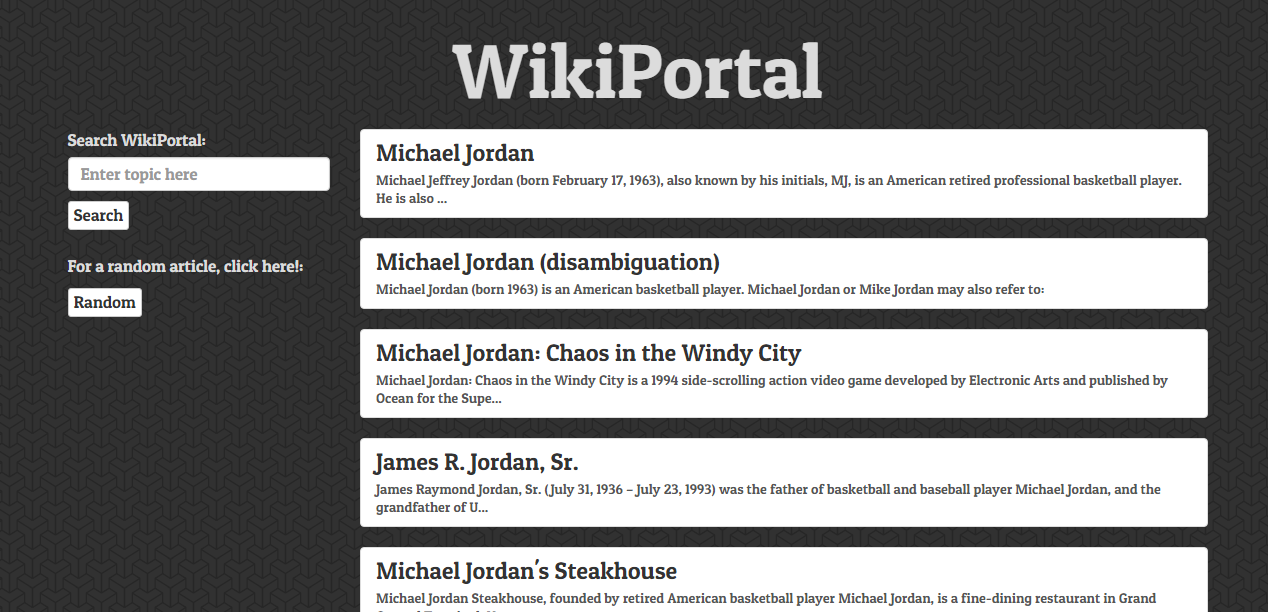 WikiPortal
Search WikiPortal:
Enter topic here
Search
For a random article, click here!:
Random
Michael Jordan
Michael Jeffrey Jordan (born February 17, 1963), also known by his initials, MJ, is an American retired professional basketball player.
He is also ...
Michael Jordan (disambiguation)
Michael Jordan (born 1963) is an American basketball player. Michael Jordan or Mike Jordan may also refer to:
Michael Jordan: Chaos in the Windy City
Michael Jordan: Chaos in the Windy City is a 1994 side-scrolling action video game developed by Electronic Arts and published by
Ocean for the Supe...
James R. Jordan, Sr.
James Raymond Jordan, Sr. (July 31, 1936 – July 23, 1993) was the father of basketball and baseball player Michael Jordan, and the
grandfather of U...
Michael Jordan's Steakhouse
Michael Jordan Steakhouse, founded by retired American basketball player Michael Jordan, is a fine-dining restaurant in Grand